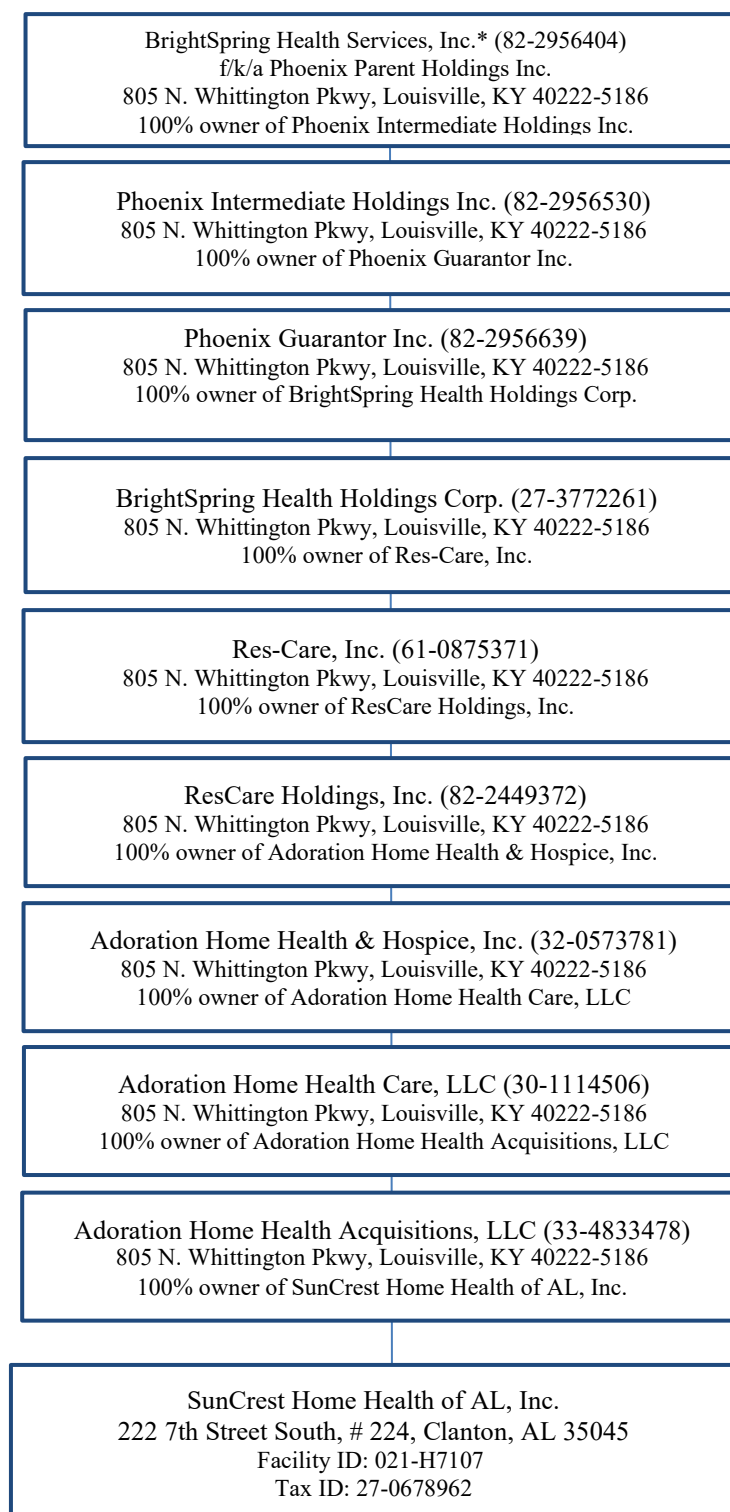 BrightSpring Health Services, Inc.* (82-2956404)
f/k/a Phoenix Parent Holdings Inc.
805 N. Whittington Pkwy, Louisville, KY 40222-5186
100% owner of Phoenix Intermediate Holdings Inc.
Phoenix Intermediate Holdings Inc. (82-2956530)
805 N. Whittington Pkwy, Louisville, KY 40222-5186
100% owner of Phoenix Guarantor Inc.
Phoenix Guarantor Inc. (82-2956639)
805 N. Whittington Pkwy, Louisville, KY 40222-5186
100% owner of BrightSpring Health Holdings Corp.
BrightSpring Health Holdings Corp. (27-3772261)
805 N. Whittington Pkwy, Louisville, KY 40222-5186
100% owner of Res-Care, Inc.
Res-Care, Inc. (61-0875371)
805 N. Whittington Pkwy, Louisville, KY 40222-5186
100% owner of ResCare Holdings, Inc.
ResCare Holdings, Inc. (82-2449372)
805 N. Whittington Pkwy, Louisville, KY 40222-5186
100% owner of Adoration Home Health & Hospice, Inc.
Adoration Home Health & Hospice, Inc. (32-0573781)
805 N. Whittington Pkwy, Louisville, KY 40222-5186
100% owner of Adoration Home Health Care, LLC
Adoration Home Health Care, LLC (30-1114506)
805 N. Whittington Pkwy, Louisville, KY 40222-5186
100% owner of Adoration Home Health Acquisitions, LLC
Adoration Home Health Acquisitions, LLC (33-4833478)
805 N. Whittington Pkwy, Louisville, KY 40222-5186
100% owner of SunCrest Home Health of AL, Inc.
SunCrest Home Health of AL, Inc.
222 7th Street South, # 224, Clanton, AL 35045
Facility ID: 021-H7107
Tax ID: 27-0678962